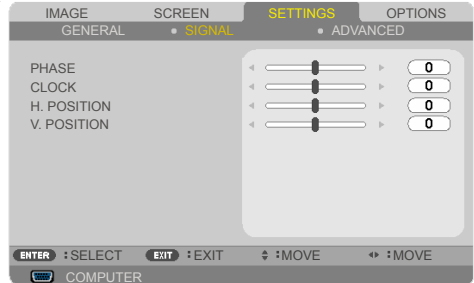 IMAGE SCREEN SETTINGS OPTIONS
GENERAL • SIGNAL • ADVANCED
PHASE 0
CLOCK 0
H. POSITION 0
V. POSITION 0
ENTER :SELECT EXIT :EXIT :MOVE :MOVE
COMPUTER